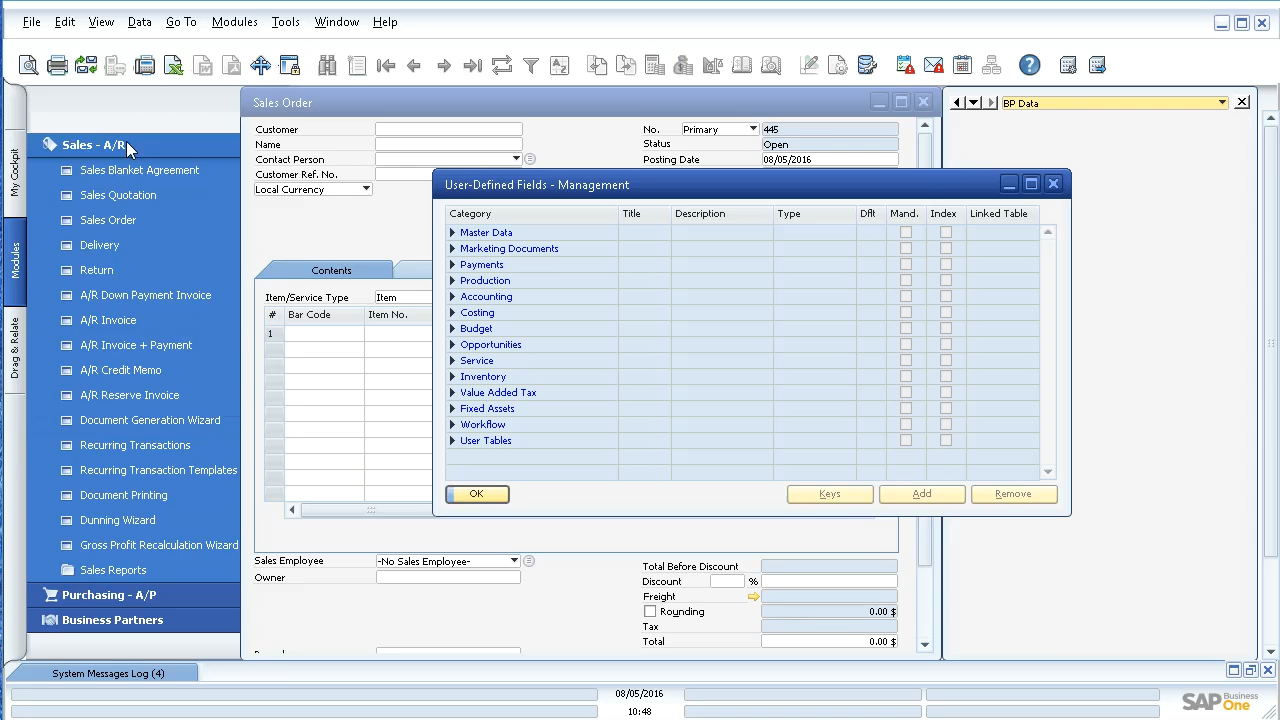 File Edit View Data Go To Modules Tools Window Help
Sales Order
BP Data
My Cockpit
Modules
Drag & Relate
Sales - A/R
Sales Blanket Agreement
Sales Quotation
Sales Order
Delivery
Return
A/R Down Payment Invoice
A/R Invoice
A/R Invoice + Payment
A/R Credit Memo
A/R Reserve Invoice
Document Generation Wizard
Recurring Transactions
Recurring Transaction Templates
Document Printing
Dunning Wizard
Gross Profit Recalculation Wizard
Sales Reports
Purchasing - A/P
Business Partners
Customer
Name
Contact Person
Customer Ref. No.
Local Currency
No. Primary 445
Status Open
Posting Date 08/05/2016
Contents
Item/Service Type Item
# Bar Code Item No.
1
User-Defined Fields - Management
Category Title Description Type Dflt Mand. Index Linked Table
Master Data
Marketing Documents
Payments
Production
Accounting
Costing
Budget
Opportunities
Service
Inventory
Value Added Tax
Fixed Assets
Workflow
User Tables
OK Keys Add Remove
Sales Employee -No Sales Employee-
Owner
Total Before Discount
Discount %
Freight
Rounding 0.00 $
Tax
Total 0.00 $
System Messages Log (4)
08/05/2016
10:48
SAP Business One